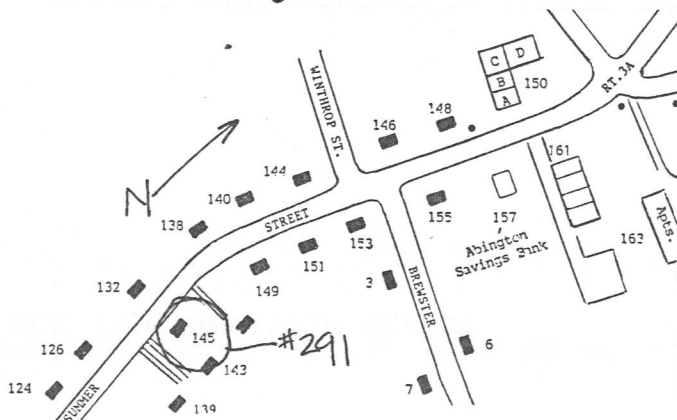 C D
B
A
150
RT.3A
WINTHROP ST.
148
146
161
144
140
N
138
STREET
155
157
Abington
Savings Bank
163
Apts.
153
151
149
3
BREWSTER
132
145
#291
143
126
6
124
SUMMER
139
7